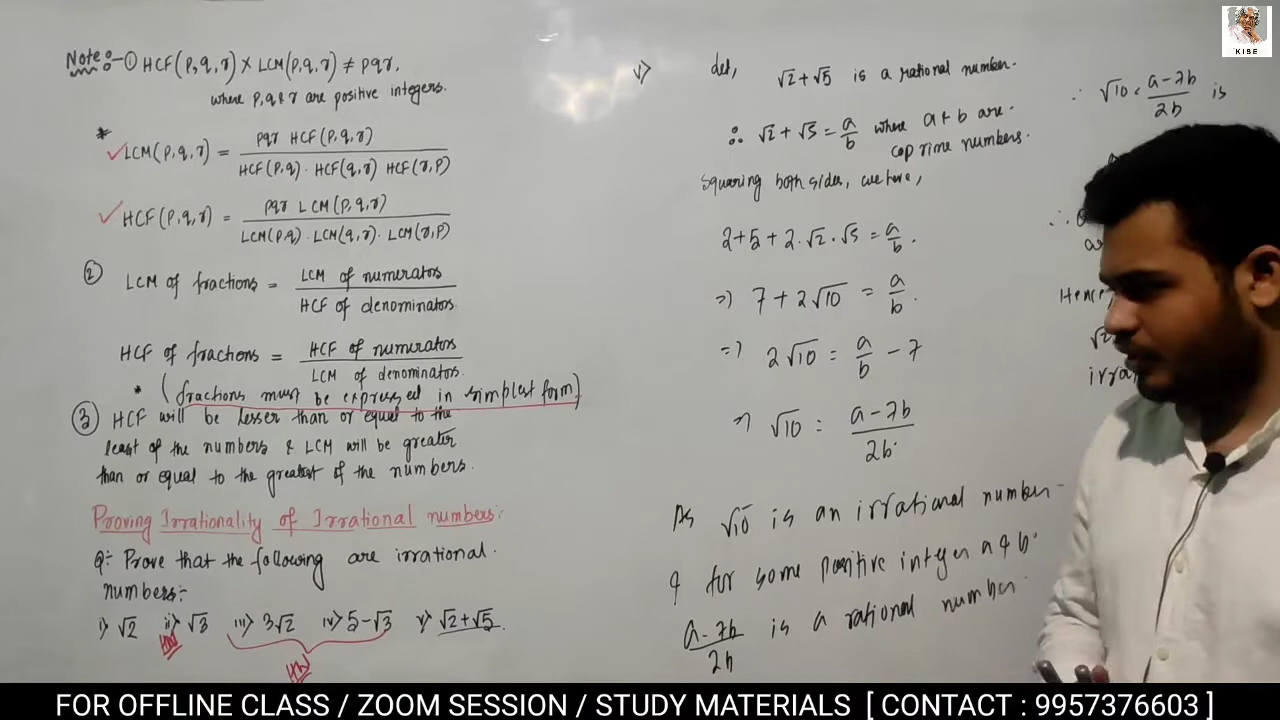 Note:- ① HCF(p,q,r) × LCM(p,q,r) ≠ pqr.
where p,q & r are positive integers.
* LCM(p,q,r) = pqr HCF(p,q,r) / HCF(p,q) . HCF(q,r) HCF(r,p)
HCF(p,q,r) = pqr LCM(p,q,r) / LCM(p,q) . LCM(q,r) . LCM(r,p)
② LCM of fractions = LCM of numerators / HCF of denominators
HCF of fractions = HCF of numerators / LCM of denominators.
* (fractions must be expressed in simplest form)
③ HCF will be lesser than or equal to the
least of the numbers & LCM will be greater
than or equal to the greatest of the numbers.
Proving Irrationality of Irrational numbers:-
Q:- Prove that the following are irrational
numbers:-
i) √2 ii) √3 iii) 3√2 iv) 5-√3 v) √2+√5.
HW
HW
v) let, √2+√5 is a rational number.
∴ √2+√5 = a/b where a & b are
coprime numbers.
Squaring both sides, we have,
2+5+2.√2.√5 = a/b.
=) 7+2√10 = a/b.
=) 2√10 = a/b - 7
=) √10 = a-7b / 2b.
As √10 is an irrational number
& for some positive integer a & b.
a-7b / 2b is a rational number.
∴ √10 = a-7b / 2b is
∴
Hence,
KISE
FOR OFFLINE CLASS / ZOOM SESSION / STUDY MATERIALS [ CONTACT : 9957376603 ]